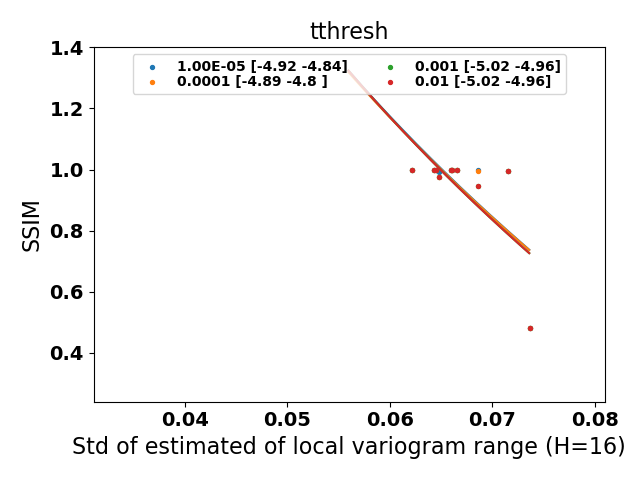 tthresh
1.00E-05 [-4.92 -4.84]
0.0001 [-4.89 -4.8 ]
0.001 [-5.02 -4.96]
0.01 [-5.02 -4.96]
1.4
1.2
1.0
0.8
0.6
0.4
SSIM
0.04 0.05 0.06 0.07 0.08
Std of estimated of local variogram range (H=16)